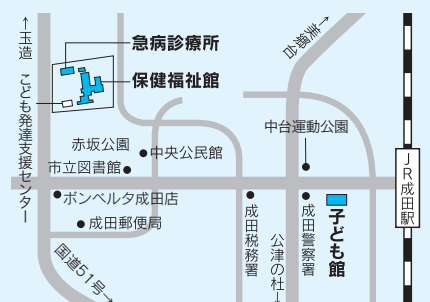 ←玉造
こども発達支援センター
急病診療所
保健福祉館
→美郷台
赤坂公園
中央公民館
市立図書館
中台運動公園
ボンベルタ成田店
成田郵便局
国道51号→
成田税務署
公津の杜→
成田警察署
子ども館
JR成田駅